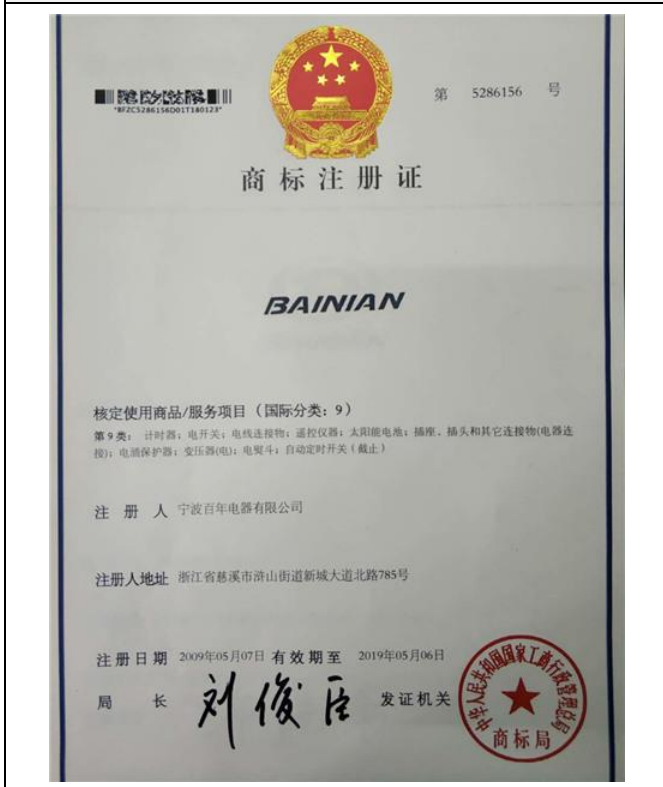 第 5286156 号
*BFZC5286156D01T180123*
商标注册证
BAINIAN
核定使用商品/服务项目（国际分类：9）
第9类： 计时器；电开关；电线连接物；遥控仪器；太阳能电池；插座、插头和其它连接物(电器连
接)；电涌保护器；变压器(电)；电熨斗；自动定时开关（截止）
注 册 人 宁波百年电器有限公司
注册人地址 浙江省慈溪市浒山街道新城大道北路785号
注册日期 2009年05月07日 有效期至 2019年05月06日
局 长 刘俊臣 发证机关
中华人民共和国国家工商行政管理总局
商标局